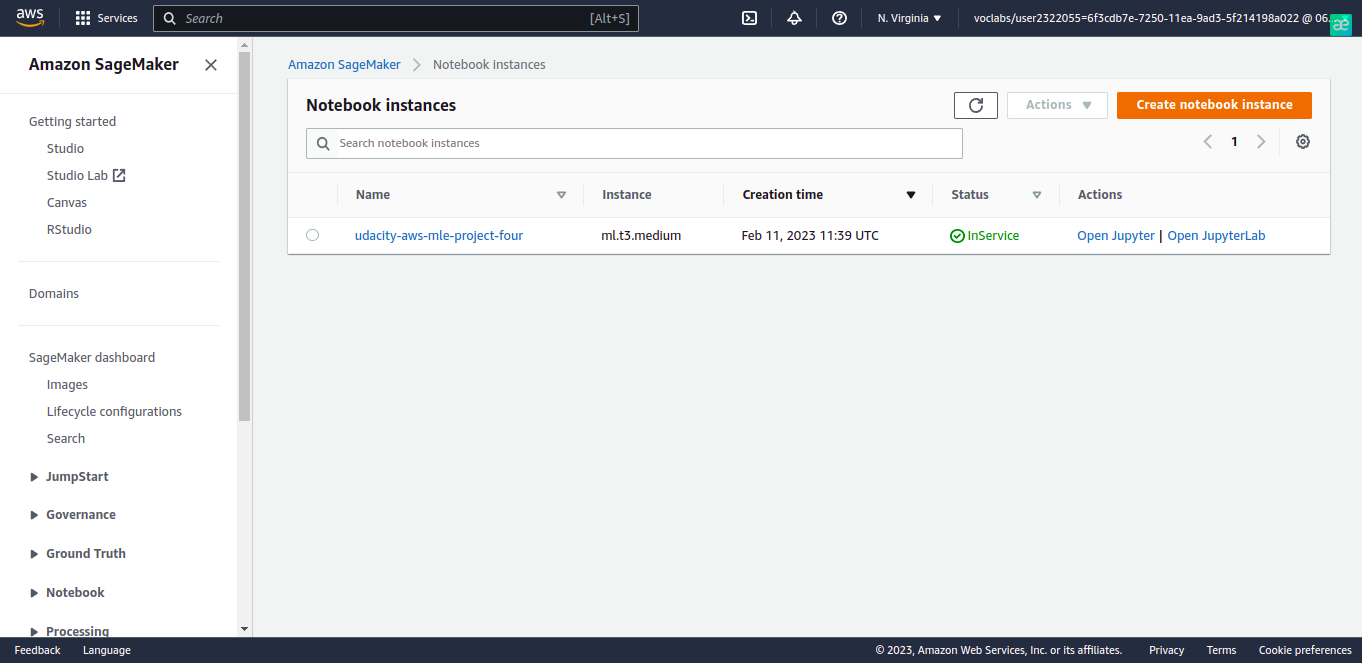 aws
Services
Search [Alt+S]
N. Virginia
voclabs/user2322055=6f3cdb7e-7250-11ea-9ad3-5f214198a022 @ 06
æ
Amazon SageMaker
Getting started
Studio
Studio Lab
Canvas
RStudio
Domains
SageMaker dashboard
Images
Lifecycle configurations
Search
JumpStart
Governance
Ground Truth
Notebook
Processing
Amazon SageMaker
Notebook instances
Notebook instances
Actions
Create notebook instance
Search notebook instances
1
Name Instance Creation time Status Actions
udacity-aws-mle-project-four ml.t3.medium Feb 11, 2023 11:39 UTC InService Open Jupyter | Open JupyterLab
Feedback Language © 2023, Amazon Web Services, Inc. or its affiliates. Privacy Terms Cookie preferences